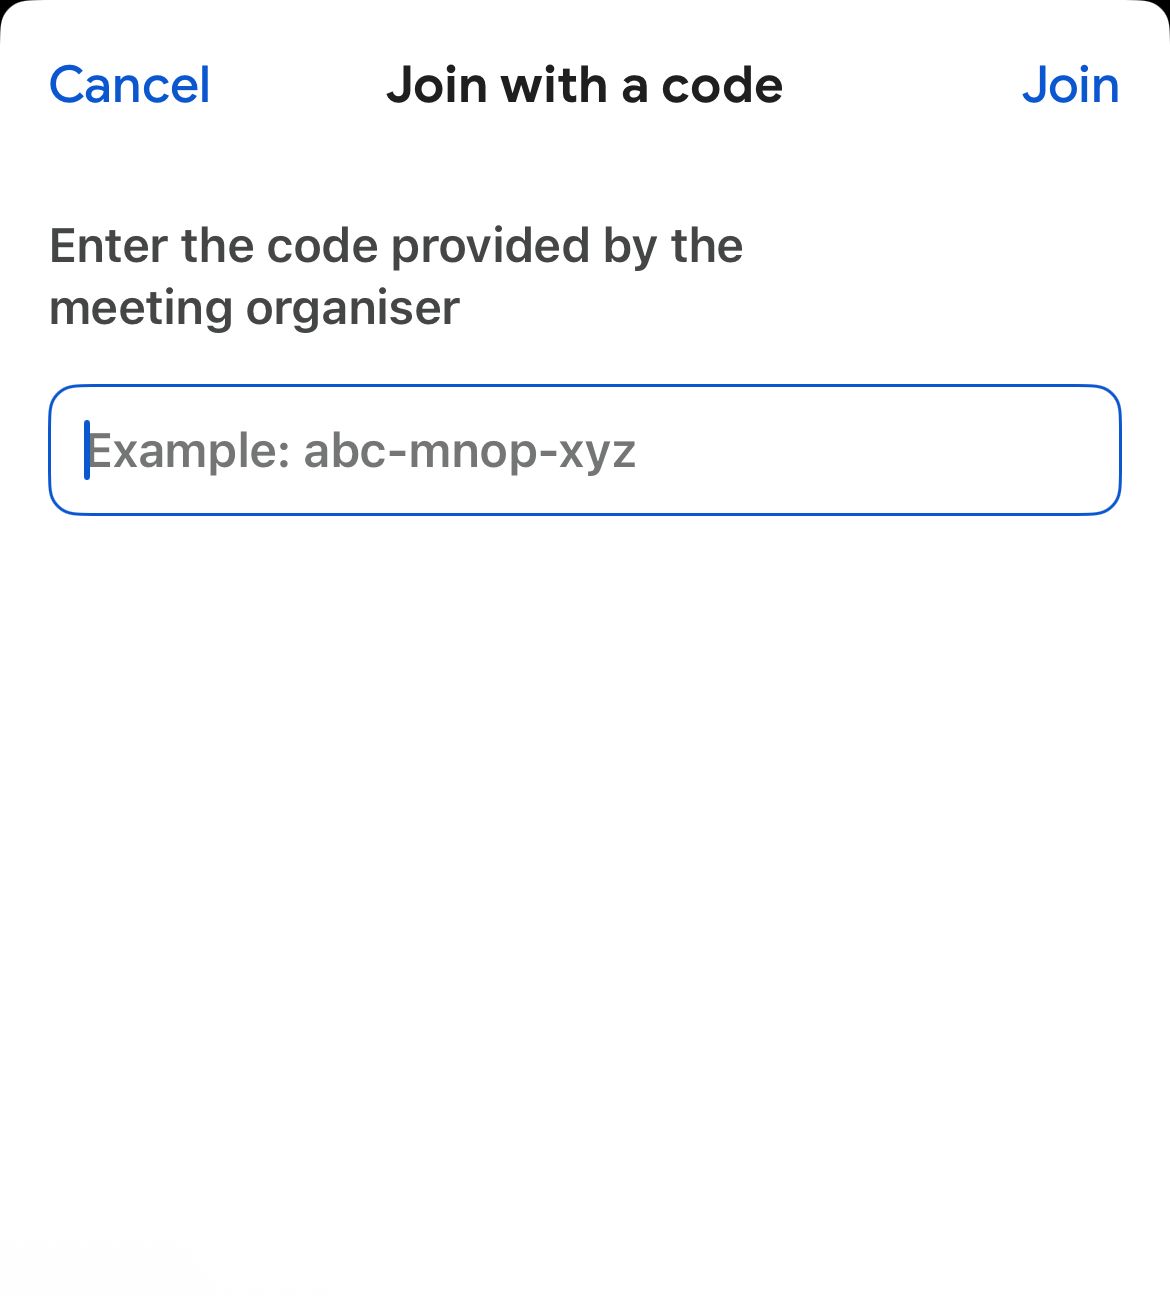 Cancel Join with a code Join
Enter the code provided by the
meeting organiser
Example: abc-mnop-xyz